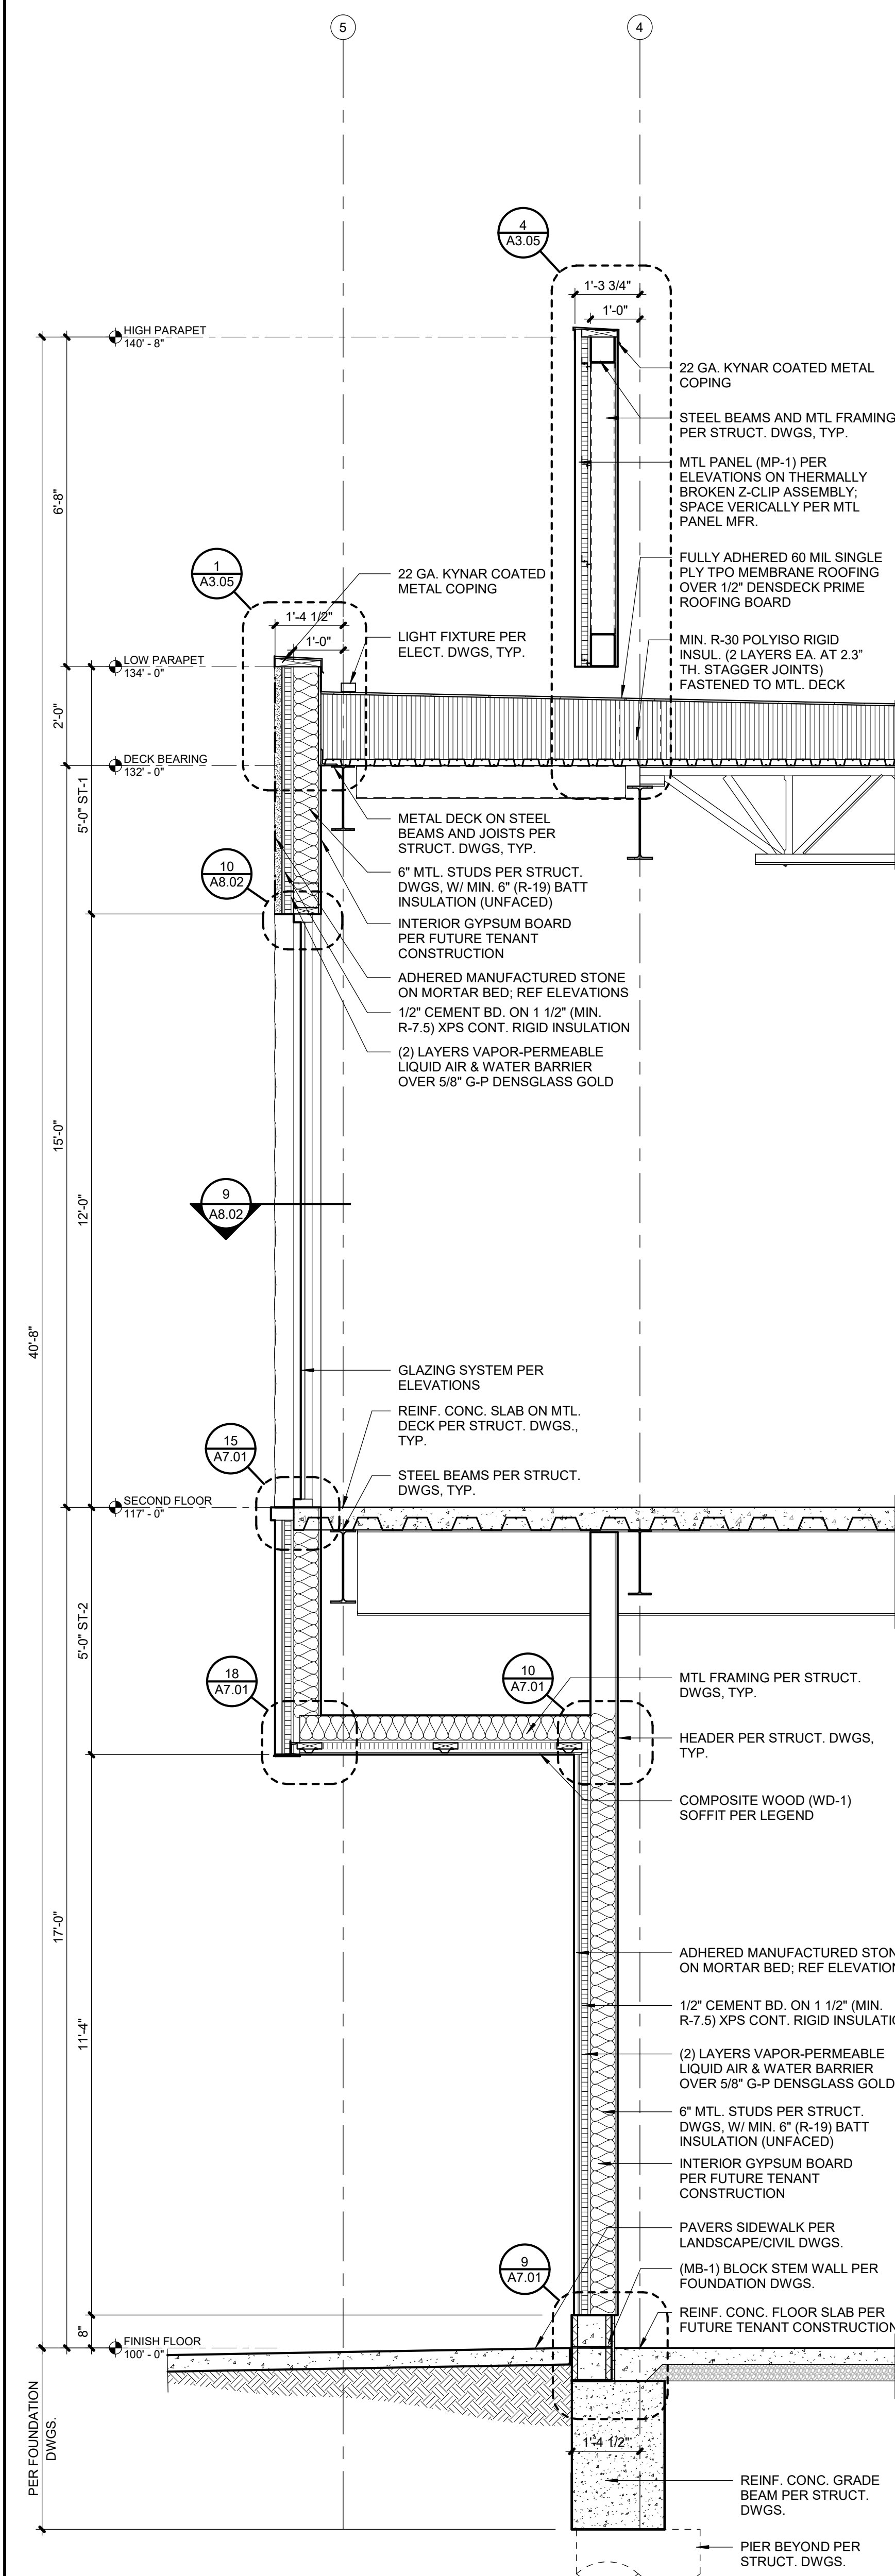 5
4
4
A3.05
1'-3 3/4"
1'-0"
HIGH PARAPET
140' - 8"
22 GA. KYNAR COATED METAL
COPING
STEEL BEAMS AND MTL FRAMING
PER STRUCT. DWGS, TYP.
MTL PANEL (MP-1) PER
ELEVATIONS ON THERMALLY
BROKEN Z-CLIP ASSEMBLY;
SPACE VERICALLY PER MTL
PANEL MFR.
6'-8"
1
A3.05
22 GA. KYNAR COATED
METAL COPING
FULLY ADHERED 60 MIL SINGLE
PLY TPO MEMBRANE ROOFING
OVER 1/2" DENSDECK PRIME
ROOFING BOARD
1'-4 1/2"
1'-0"
LIGHT FIXTURE PER
ELECT. DWGS, TYP.
MIN. R-30 POLYISO RIGID
INSUL. (2 LAYERS EA. AT 2.3"
TH. STAGGER JOINTS)
FASTENED TO MTL. DECK
LOW PARAPET
134' - 0"
2'-0"
DECK BEARING
132' - 0"
5'-0" ST-1
METAL DECK ON STEEL
BEAMS AND JOISTS PER
STRUCT. DWGS, TYP.
10
A8.02
6" MTL. STUDS PER STRUCT.
DWGS, W/ MIN. 6" (R-19) BATT
INSULATION (UNFACED)
INTERIOR GYPSUM BOARD
PER FUTURE TENANT
CONSTRUCTION
ADHERED MANUFACTURED STONE
ON MORTAR BED; REF ELEVATIONS
1/2" CEMENT BD. ON 1 1/2" (MIN.
R-7.5) XPS CONT. RIGID INSULATION
(2) LAYERS VAPOR-PERMEABLE
LIQUID AIR & WATER BARRIER
OVER 5/8" G-P DENSGLASS GOLD
15'-0"
12'-0"
9
A8.02
40'-8"
GLAZING SYSTEM PER
ELEVATIONS
REINF. CONC. SLAB ON MTL.
DECK PER STRUCT. DWGS.,
TYP.
15
A7.01
STEEL BEAMS PER STRUCT.
DWGS, TYP.
SECOND FLOOR
117' - 0"
5'-0" ST-2
18
A7.01
10
A7.01
MTL FRAMING PER STRUCT.
DWGS, TYP.
HEADER PER STRUCT. DWGS,
TYP.
COMPOSITE WOOD (WD-1)
SOFFIT PER LEGEND
17'-0"
11'-4"
ADHERED MANUFACTURED STON
ON MORTAR BED; REF ELEVATION
1/2" CEMENT BD. ON 1 1/2" (MIN.
R-7.5) XPS CONT. RIGID INSULATIO
(2) LAYERS VAPOR-PERMEABLE
LIQUID AIR & WATER BARRIER
OVER 5/8" G-P DENSGLASS GOLD
6" MTL. STUDS PER STRUCT.
DWGS, W/ MIN. 6" (R-19) BATT
INSULATION (UNFACED)
INTERIOR GYPSUM BOARD
PER FUTURE TENANT
CONSTRUCTION
PAVERS SIDEWALK PER
LANDSCAPE/CIVIL DWGS.
9
A7.01
(MB-1) BLOCK STEM WALL PER
FOUNDATION DWGS.
REINF. CONC. FLOOR SLAB PER
FUTURE TENANT CONSTRUCTION
8"
FINISH FLOOR
100' - 0"
PER FOUNDATION
DWGS.
1'-4 1/2"
REINF. CONC. GRADE
BEAM PER STRUCT.
DWGS.
PIER BEYOND PER
STRUCT. DWGS.